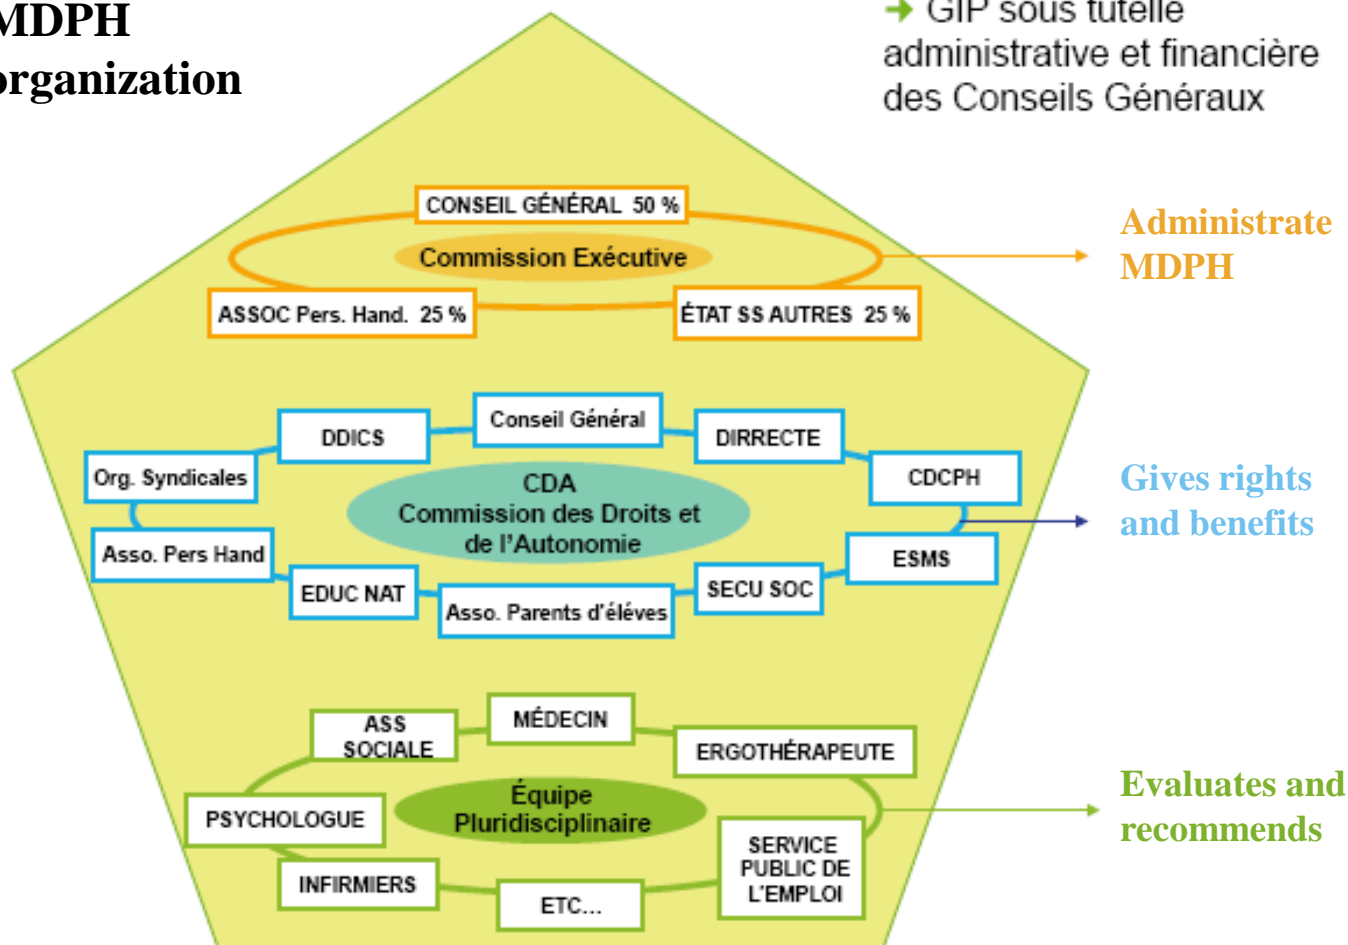 MDPH
organization
➔ GIP sous tutelle
administrative et financière
des Conseils Généraux
CONSEIL GÉNÉRAL 50 %
Commission Exécutive
ASSOC Pers. Hand. 25 %
ÉTAT SS AUTRES 25 %
Administrate
MDPH
Conseil Général
DDICS
DIRRECTE
Org. Syndicales
CDCPH
CDA
Commission des Droits et
de l'Autonomie
Asso. Pers Hand
ESMS
EDUC NAT
SECU SOC
Asso. Parents d'éléves
Gives rights
and benefits
MÉDECIN
ASS
SOCIALE
ERGOTHÉRAPEUTE
Équipe
Pluridisciplinaire
PSYCHOLOGUE
SERVICE
PUBLIC DE
L'EMPLOI
INFIRMIERS
ETC...
Evaluates and
recommends